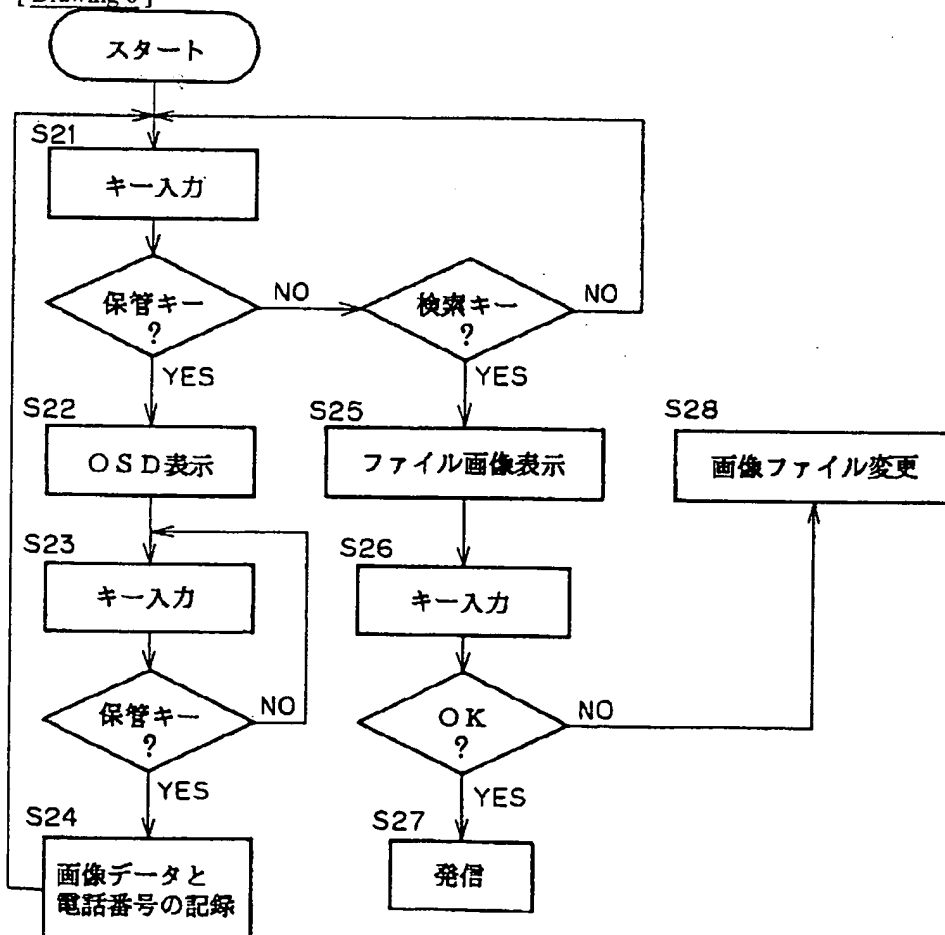 スタート
S21
キー入力
保管キー
?
NO
検索キー
?
NO
YES
YES
S22
OSD表示
S25
ファイル画像表示
S28
画像ファイル変更
S23
キー入力
S26
キー入力
保管キー
?
NO
OK
?
NO
YES
YES
S24
画像データと
電話番号の記録
S27
発信